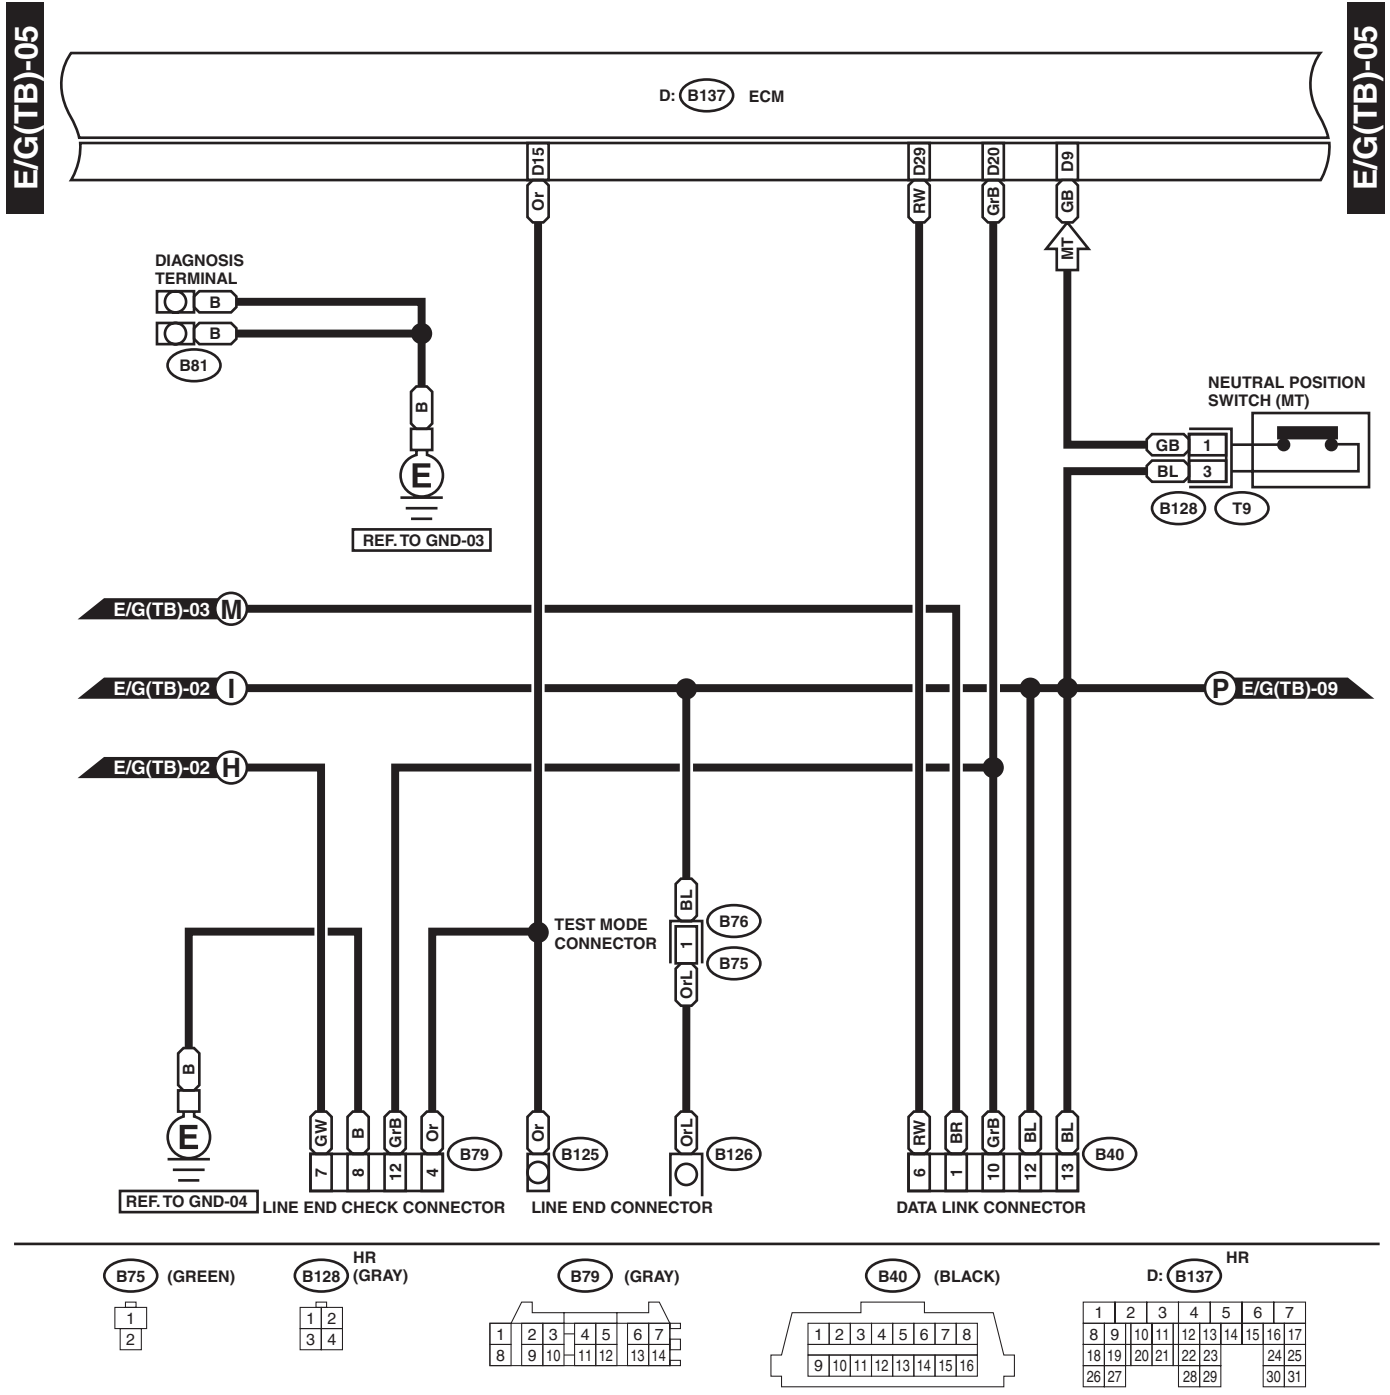 E/G(TB)-05
E/G(TB)-05
D: B137 ECM
D15
D29
D20
D9
Or
RW
GrB
GB
MT
DIAGNOSIS
TERMINAL
B
B
B81
B
E
REF. TO GND-03
NEUTRAL POSITION
SWITCH (MT)
GB 1
BL 3
B128 T9
E/G(TB)-03 M
E/G(TB)-02 I
P E/G(TB)-09
E/G(TB)-02 H
BL
TEST MODE
CONNECTOR
B76
1
B75
OrL
B
E
REF. TO GND-04
GW
B
GrB
Or
B79
7
8
12
4
LINE END CHECK CONNECTOR
Or
B125
OrL
B126
LINE END CONNECTOR
RW
BR
GrB
BL
BL
B40
6
1
10
12
13
DATA LINK CONNECTOR
B75 (GREEN)
1
2
HR
B128 (GRAY)
1 2
3 4
B79 (GRAY)
1 2 3 4 5 6 7
8 9 10 11 12 13 14
B40 (BLACK)
1 2 3 4 5 6 7 8
9 10 11 12 13 14 15 16
HR
D: B137
1 2 3 4 5 6 7
8 9 10 11 12 13 14 15 16 17
18 19 20 21 22 23 24 25
26 27 28 29 30 31